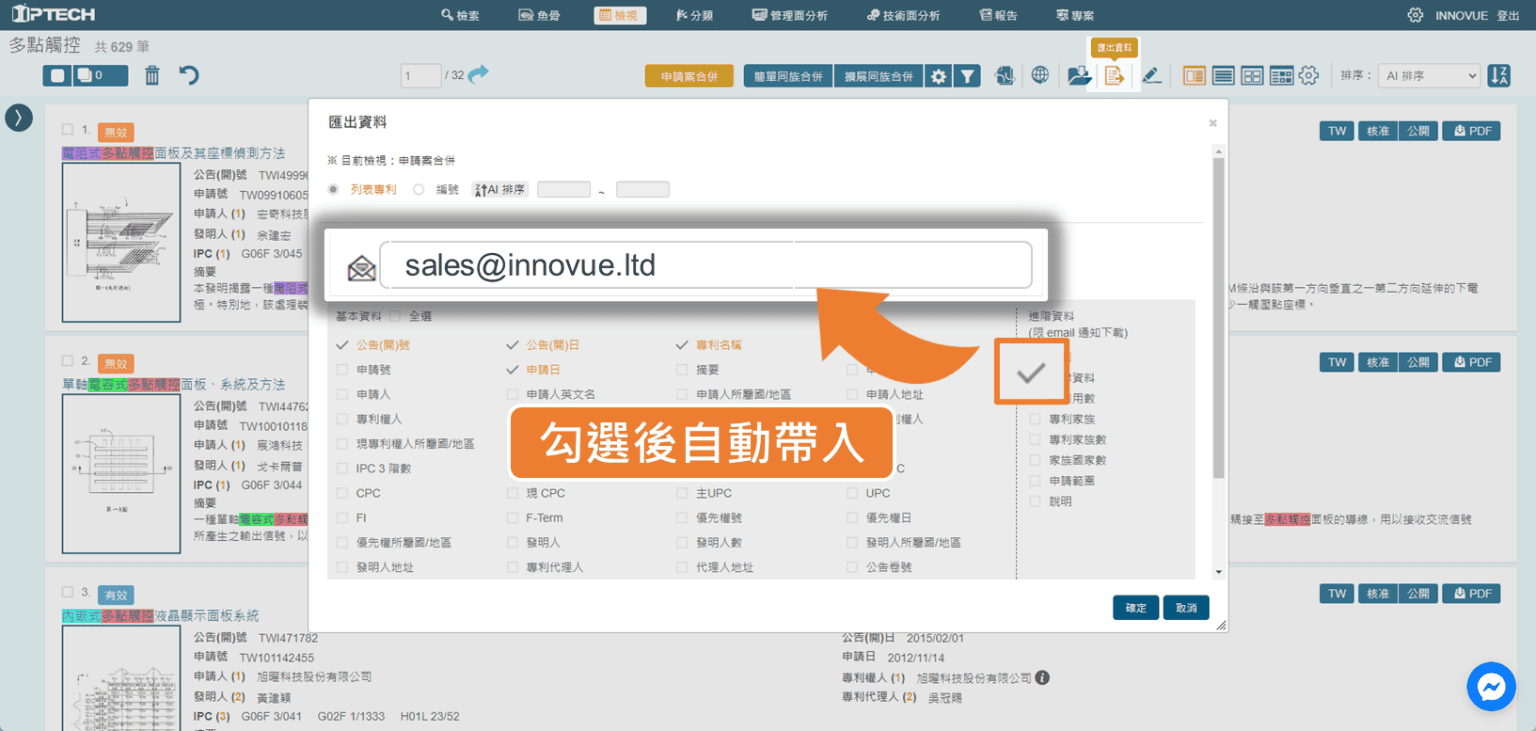 IPTECH
檢索
魚骨
檢視
分類
管理面分析
技術面分析
報告
專案
INNOVUE 登出
多點觸控 共 629 筆
匯出資料
0
1 / 32
申請案合併
簡單同族合併
擴展同族合併
排序：
AI 排序
匯出資料
※ 目前檢視：申請案合併
列表專利
編號
AI 排序
~
sales@innovue.ltd
基本資料 全選
公告(開)號 公告(開)日 專利名稱
申請號 申請日 摘要
申請人 申請人英文名 申請人所屬國/地區 申請人地址
專利權人
現專利權人所屬國/地區
IPC 3 階數
CPC 現 CPC 主UPC UPC
FI F-Term 優先權號 優先權日
優先權所屬國/地區 發明人 發明人數 發明人所屬國/地區
發明人地址 專利代理人 代理人地址 公告卷號
進階資料
(限 email 通知下載)
專利家族
專利家族數
家族國家數
申請範圍
說明
勾選後自動帶入
確定
取消
1. 無效
TW 核准 公開 PDF
電阻式多點觸控面板及其座標偵測方法
公告(開)號 TWI4999
申請號 TW09910605
申請人 (1) 宏奇科技
發明人 (1) 余建宏
IPC (1) G06F 3/045
摘要
本發明揭露一種電阻式
極。特別地，該處理裝
M條沿與該第一方向垂直之一第二方向延伸的下電
少一觸壓點座標。
2. 無效
TW 核准 公開 PDF
單軸電容式多點觸控面板、系統及方法
公告(開)號 TWI4476
申請號 TW10010118
申請人 (1) 宸鴻科技
發明人 (1) 戈卡爾普
IPC (1) G06F 3/044
摘要
一種單軸電容式多點觸
所產生之輸出信號，以
耦接至多點觸控面板的導線，用以接收交流信號
3. 有效
TW 核准 公開 PDF
內嵌式多點觸控液晶顯示面板系統
公告(開)號 TWI471782
申請號 TW101142455
申請人 (1) 旭曜科技股份有限公司
發明人 (2) 黃建穎
IPC (3) G06F 3/041 G02F 1/1333 H01L 23/52
公告(開)日 2015/02/01
申請日 2012/11/14
專利權人 (1) 旭曜科技股份有限公司
專利代理人 (2) 吳冠賜